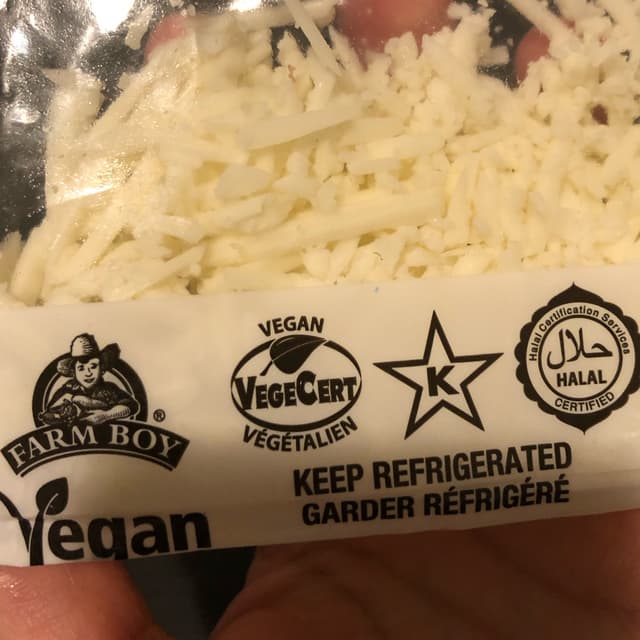 FARM BOY ®
Vegan
VEGAN
VEGECERT
VÉGÉTALIEN
K
Halal Certification Services
حلال
HALAL
CERTIFIED
KEEP REFRIGERATED
GARDER RÉFRIGÉRÉ